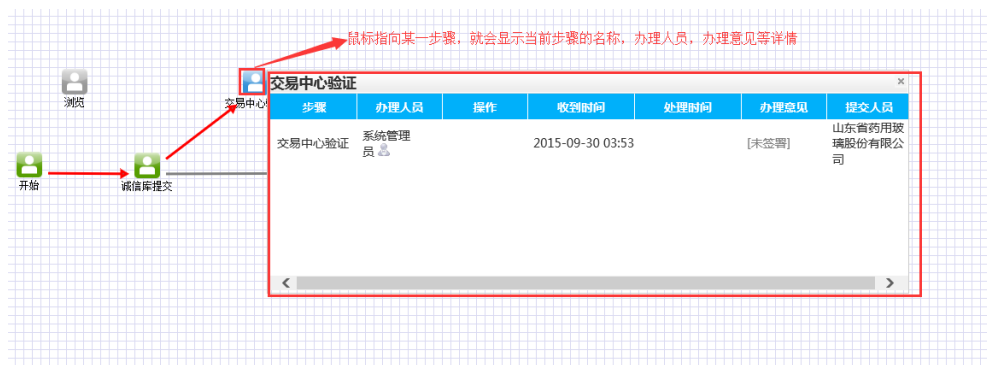 鼠标指向某一步骤，就会显示当前步骤的名称，办理人员，办理意见等详情
浏览
交易中心
交易中心验证 ×
步骤 办理人员 操作 收到时间 处理时间 办理意见 提交人员
交易中心验证 系统管理员 2015-09-30 03:53 [未签署] 山东省药用玻璃股份有限公司
开始
诚信库提交